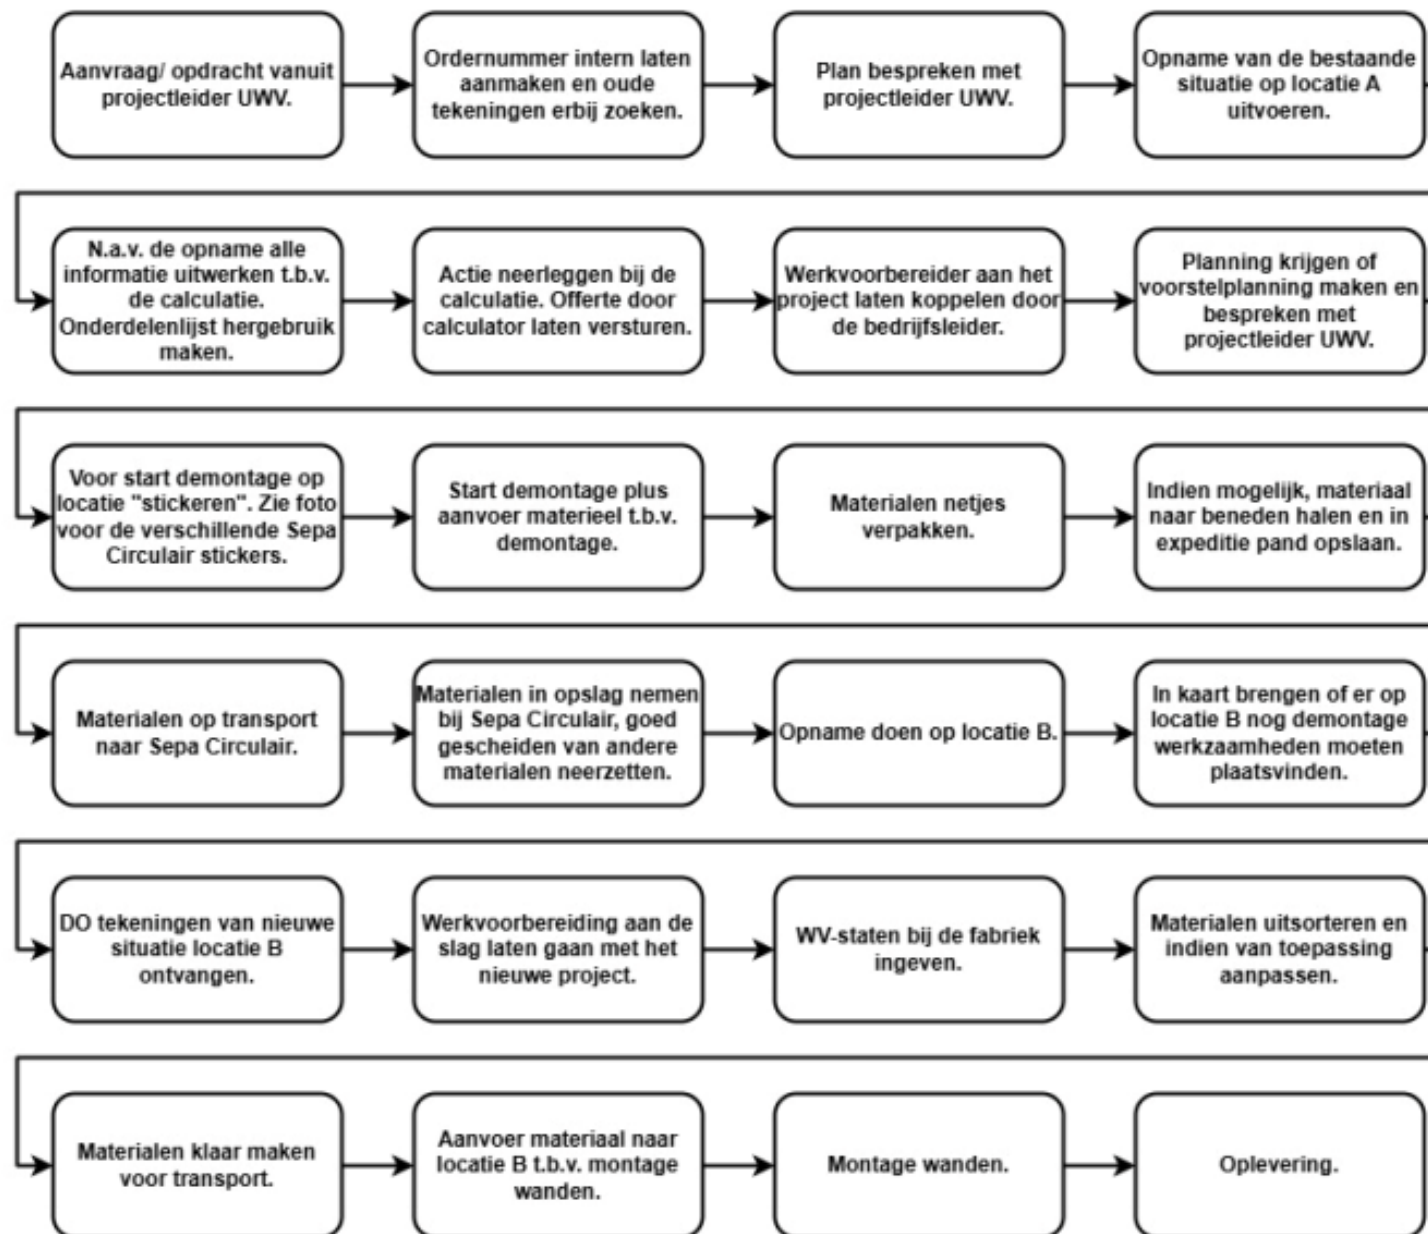 Aanvraag/ opdracht vanuit
projectleider UWV.
Ordernummer intern laten
aanmaken en oude
tekeningen erbij zoeken.
Plan bespreken met
projectleider UWV.
Opname van de bestaande
situatie op locatie A
uitvoeren.
N.a.v. de opname alle
informatie uitwerken t.b.v.
de calculatie.
Onderdelenlijst hergebruik
maken.
Actie neerleggen bij de
calculatie. Offerte door
calculator laten versturen.
Werkvoorbereider aan het
project laten koppelen door
de bedrijfsleider.
Planning krijgen of
voorstelplanning maken en
bespreken met
projectleider UWV.
Voor start demontage op
locatie "stickeren". Zie foto
voor de verschillende Sepa
Circulair stickers.
Start demontage plus
aanvoer materieel t.b.v.
demontage.
Materialen netjes
verpakken.
Indien mogelijk, materiaal
naar beneden halen en in
expeditie pand opslaan.
Materialen op transport
naar Sepa Circulair.
Materialen in opslag nemen
bij Sepa Circulair, goed
gescheiden van andere
materialen neerzetten.
Opname doen op locatie B.
In kaart brengen of er op
locatie B nog demontage
werkzaamheden moeten
plaatsvinden.
DO tekeningen van nieuwe
situatie locatie B
ontvangen.
Werkvoorbereiding aan de
slag laten gaan met het
nieuwe project.
WV-staten bij de fabriek
ingeven.
Materialen uitsorteren en
indien van toepassing
aanpassen.
Materialen klaar maken
voor transport.
Aanvoer materiaal naar
locatie B t.b.v. montage
wanden.
Montage wanden.
Oplevering.